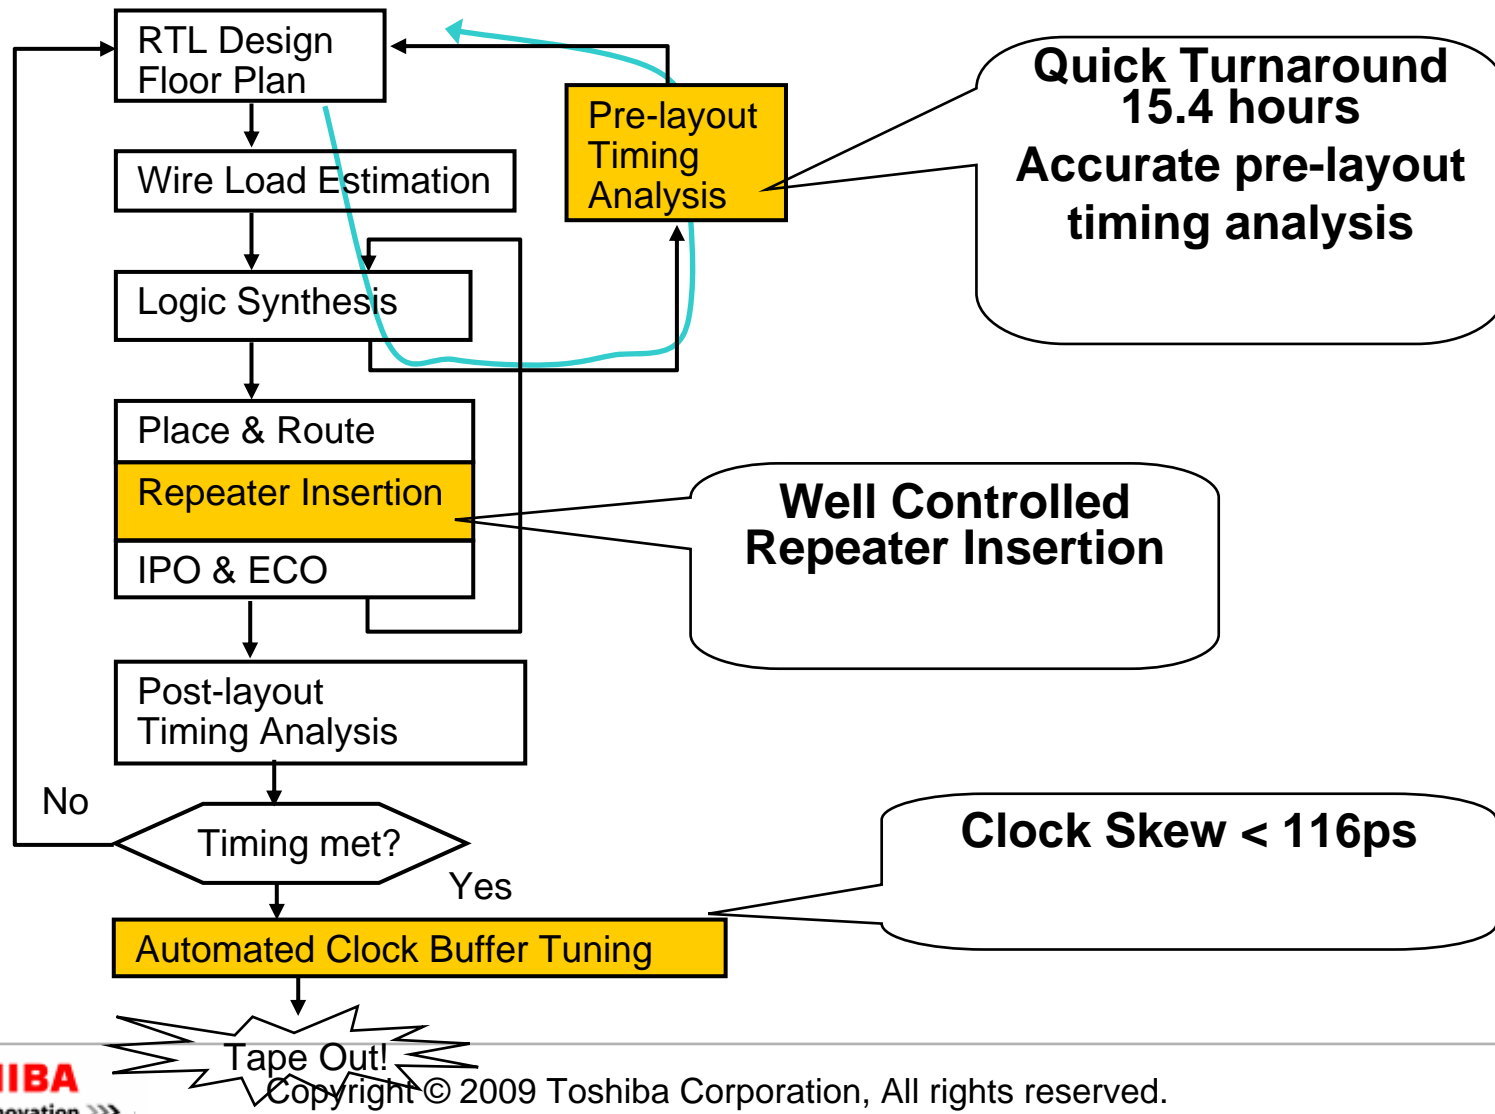 RTL Design
Floor Plan
Pre-layout
Timing
Analysis
Quick Turnaround
15.4 hours
Accurate pre-layout
timing analysis
Wire Load Estimation
Logic Synthesis
Place & Route
Repeater Insertion
IPO & ECO
Well Controlled
Repeater Insertion
Post-layout
Timing Analysis
No
Timing met?
Yes
Clock Skew < 116ps
Automated Clock Buffer Tuning
Tape Out!
HIBA
Copyright © 2009 Toshiba Corporation, All rights reserved.